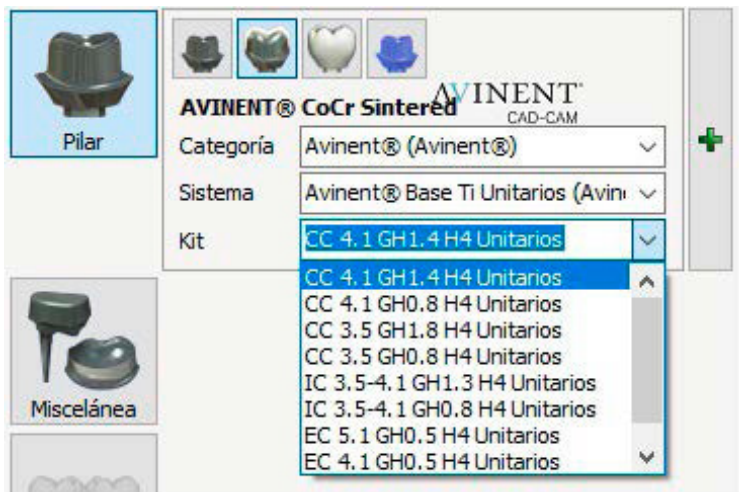 AVINENT
CAD-CAM
AVINENT® CoCr Sintered
Pilar
Categoría
Avinent® (Avinent®)
Sistema
Avinent® Base Ti Unitarios (Avin
Kit
CC 4.1 GH1.4 H4 Unitarios
CC 4.1 GH1.4 H4 Unitarios
CC 4.1 GH0.8 H4 Unitarios
CC 3.5 GH1.8 H4 Unitarios
CC 3.5 GH0.8 H4 Unitarios
IC 3.5-4.1 GH1.3 H4 Unitarios
IC 3.5-4.1 GH0.8 H4 Unitarios
EC 5.1 GH0.5 H4 Unitarios
EC 4.1 GH0.5 H4 Unitarios
Miscelánea